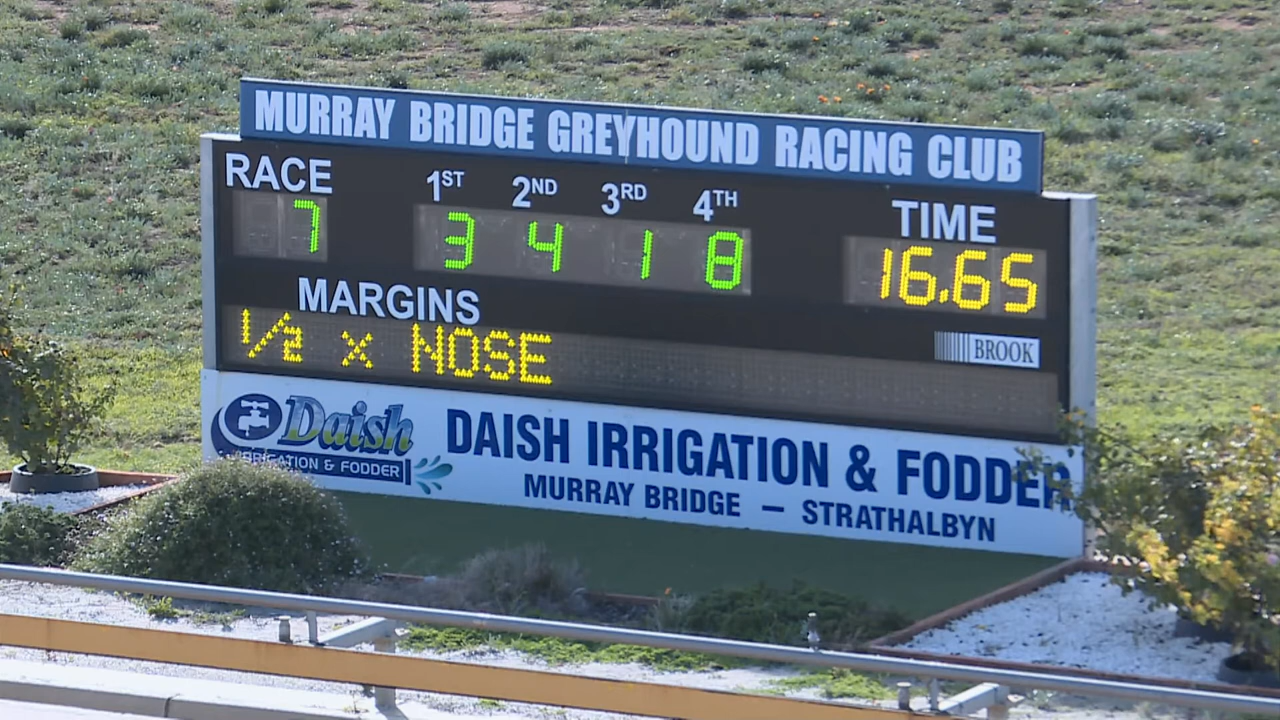 MURRAY BRIDGE GREYHOUND RACING CLUB
RACE 1ST 2ND 3RD 4TH TIME
7 3 4 1 8 16.65
MARGINS
1/2 x NOSE
BROOK
Daish
IRRIGATION & FODDER
DAISH IRRIGATION & FODDER
MURRAY BRIDGE — STRATHALBYN